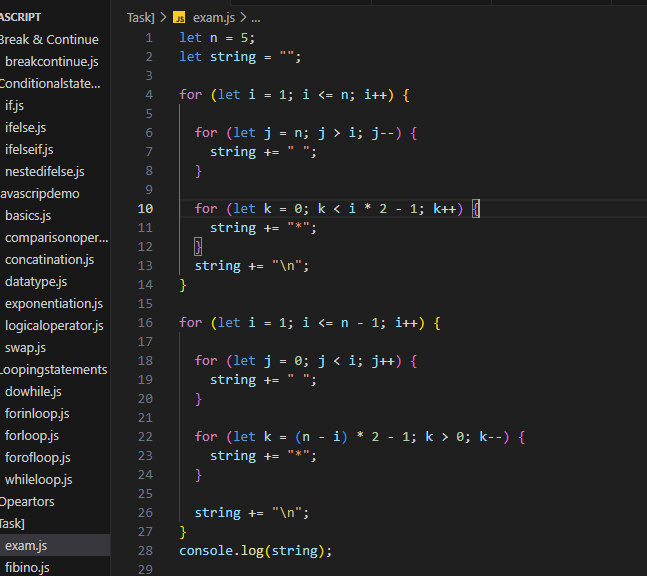 ASCRIPT
Break & Continue
breakcontinue.js
Conditionalstate...
if.js
ifelse.js
ifelseif.js
nestedifelse.js
avascripdemo
basics.js
comparisonoper...
concatination.js
datatype.js
exponentiation.js
logicaloperator.js
swap.js
Loopingstatements
dowhile.js
forinloop.js
forloop.js
forofloop.js
whileloop.js
Opeartors
Task]
exam.js
fibino.js
Task] > JS exam.js > ...
1 let n = 5;
2 let string = "";
3
4 for (let i = 1; i <= n; i++) {
5
6 for (let j = n; j > i; j--) {
7 string += " ";
8 }
9
10 for (let k = 0; k < i * 2 - 1; k++) {
11 string += "*";
12 }
13 string += "\n";
14 }
15
16 for (let i = 1; i <= n - 1; i++) {
17
18 for (let j = 0; j < i; j++) {
19 string += " ";
20 }
21
22 for (let k = (n - i) * 2 - 1; k > 0; k--) {
23 string += "*";
24 }
25
26 string += "\n";
27 }
28 console.log(string);
29